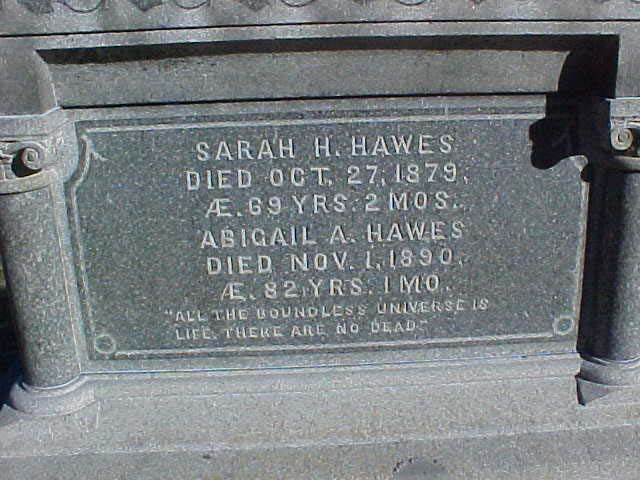 SARAH H. HAWES
DIED OCT. 27, 1879.
Æ. 69 YRS. 2 MOS.
ABIGAIL A. HAWES
DIED NOV. 1, 1890.
Æ. 82 YRS. 1 MO.
"ALL THE BOUNDLESS UNIVERSE IS
LIFE. THERE ARE NO DEAD."